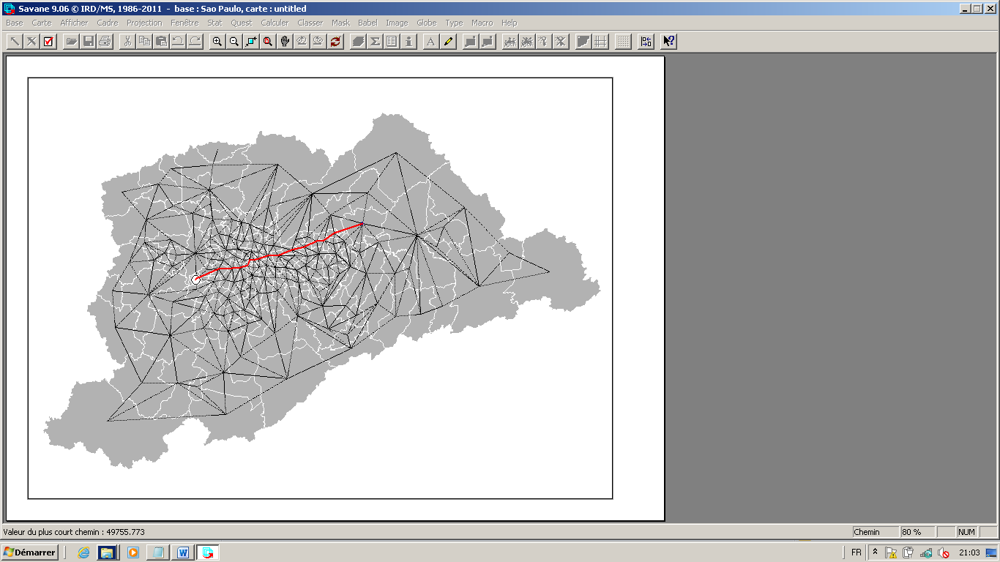 Savane 9.06 © IRD/MS, 1986-2011 - base : Sao Paulo, carte : untitled
Base Carte Afficher Cadre Projection Fenêtre Stat Quest Calculer Classer Mask Babel Image Globe Type Macro Help
Valeur du plus court chemin : 49755.773 Chemin 80 % NUM
Démarrer FR 21:03